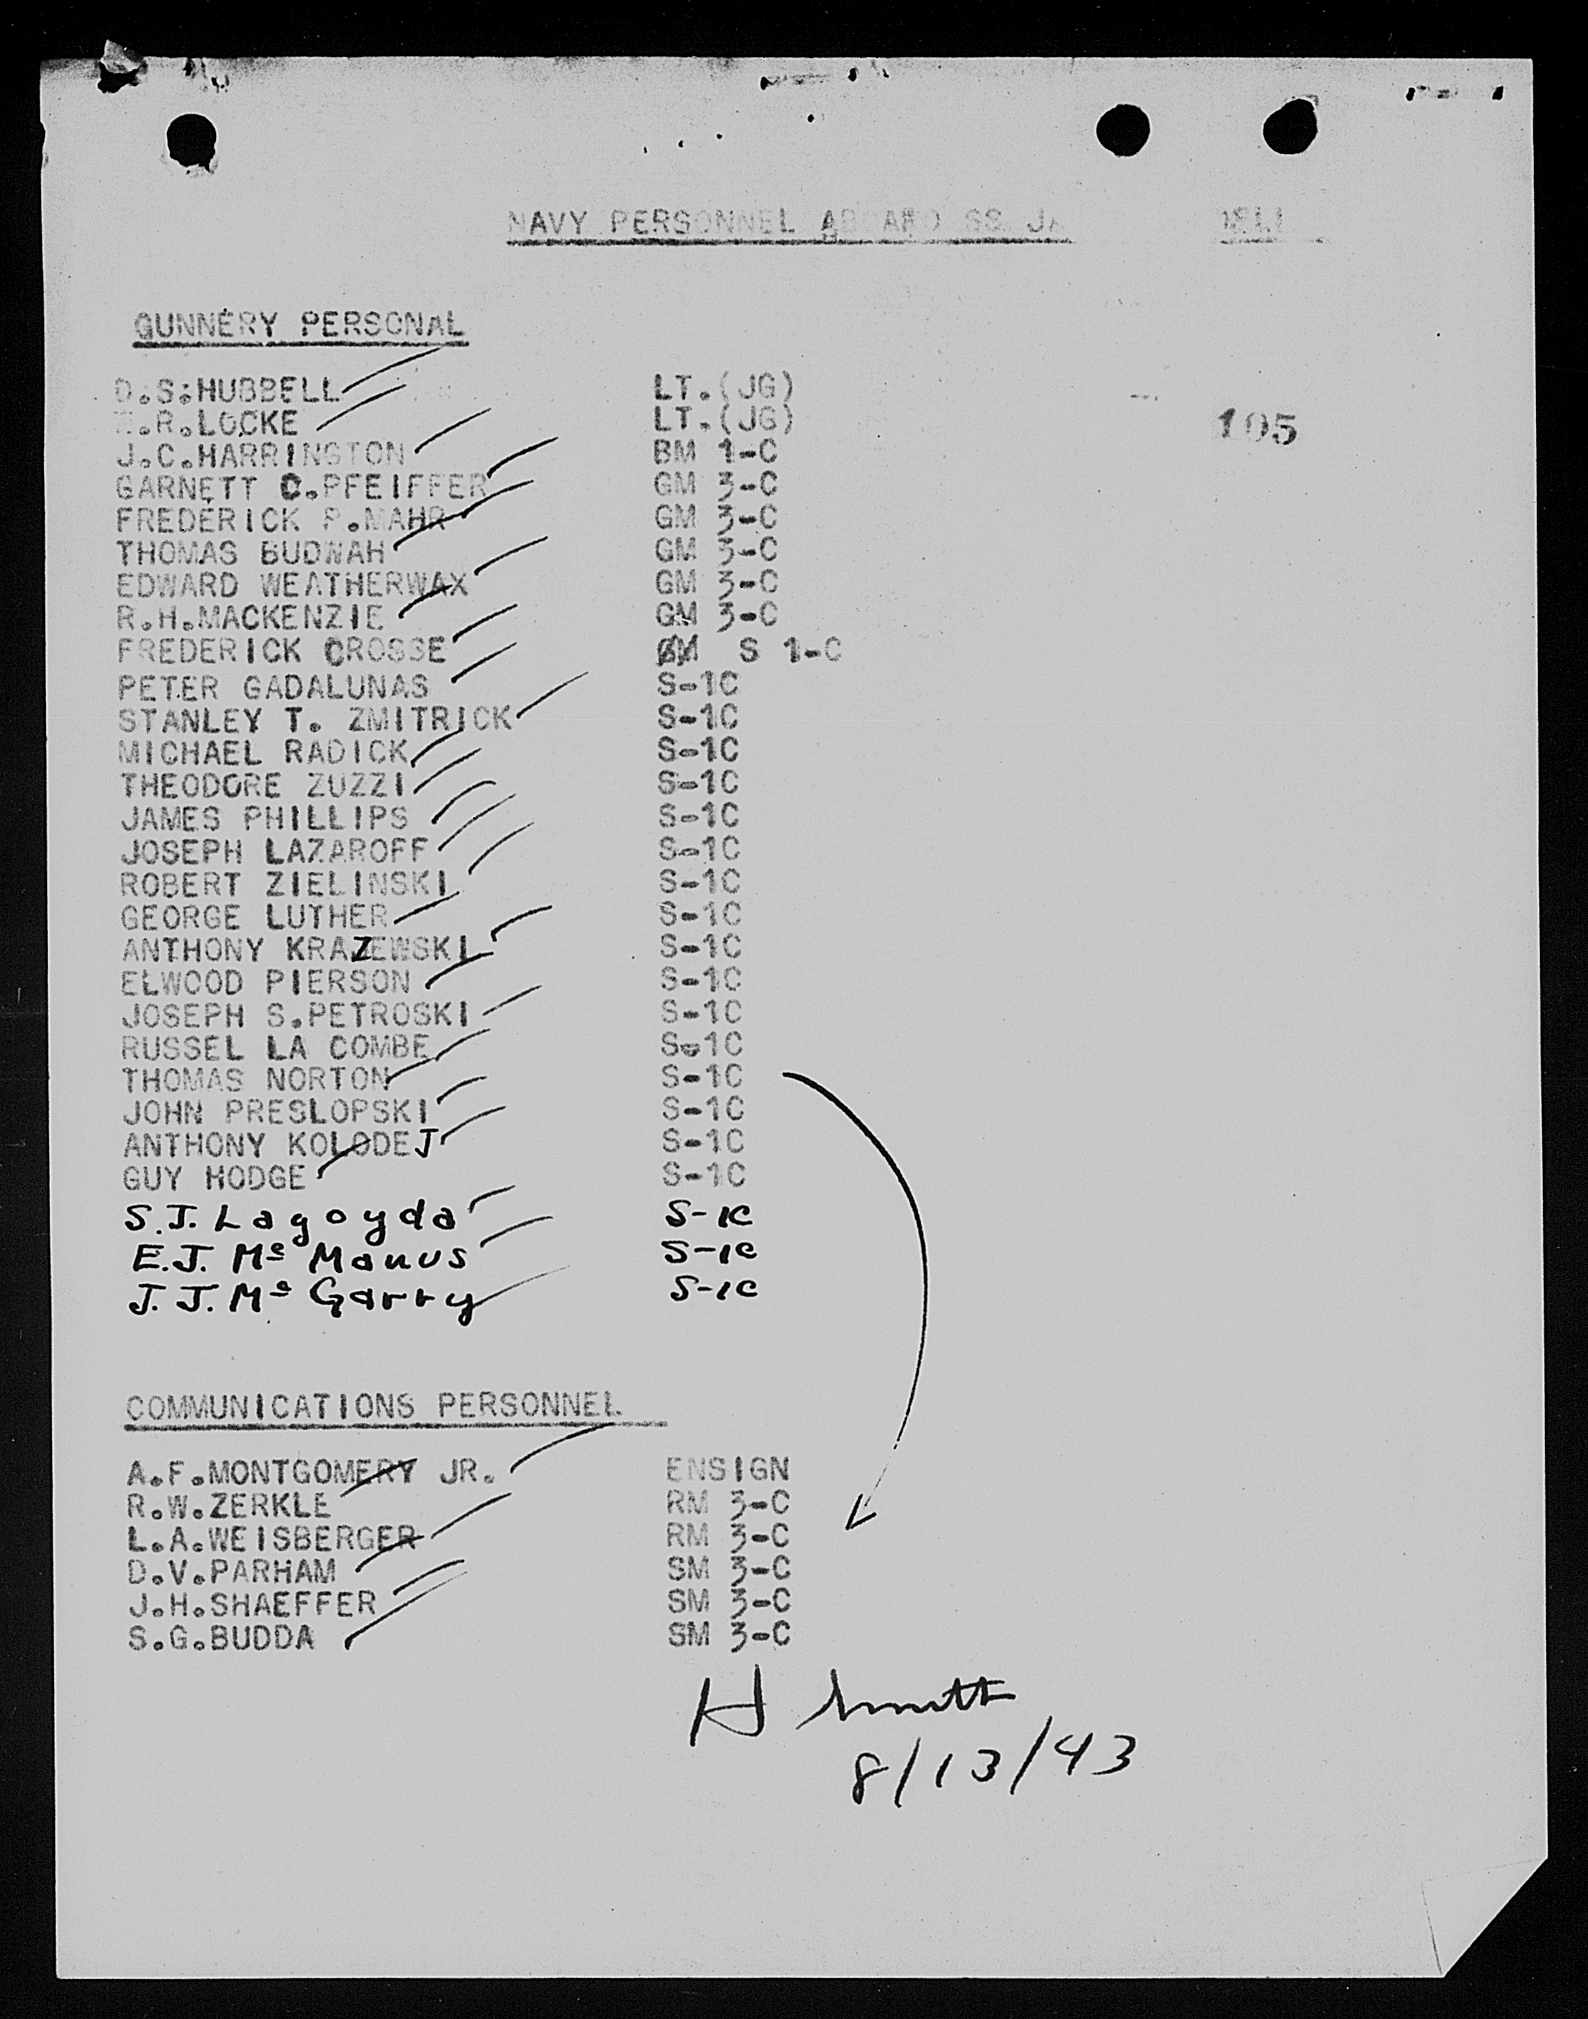 NAVY PERSONNEL ABOARD SS
GUNNERY PERSONAL
D.S.HUBBELL LT.(JG)
.R.LOCKE LT.(JG)
105
J.C.HARRINGTON BM 1-C
GARNETT C.PFEIFFER GM 3-C
FREDERICK P.MAHR GM 3-C
THOMAS BUDWAH GM 3-C
EDWARD WEATHERWAX GM 3-C
R.H.MACKENZIE GM 3-C
FREDERICK CROSSE GM S 1-C
PETER GADALUNAS S-1C
STANLEY T. ZMITRICK S-1C
MICHAEL RADICK S-1C
THEODORE ZUZZI S-1C
JAMES PHILLIPS S-1C
JOSEPH LAZAROFF S-1C
ROBERT ZIELINSKI S-1C
GEORGE LUTHER S-1C
ANTHONY KRAZEWSKI S-1C
ELWOOD PIERSON S-1C
JOSEPH S.PETROSKI S-1C
RUSSEL LA COMBE S-1C
THOMAS NORTON S-1C
JOHN PRESLOPSKI S-1C
ANTHONY KOLODEJ S-1C
GUY HODGE S-1C
S.J. Lagoyda S-1C
E.J. Mc Manus S-1C
J.J. Mc Garry S-1C
COMMUNICATIONS PERSONNEL
A.F.MONTGOMERY JR. ENSIGN
R.W.ZERKLE RM 3-C
L.A.WEISBERGER RM 3-C
D.V.PARHAM SM 3-C
J.H.SHAEFFER SM 3-C
S.G.BUDDA SM 3-C
H Smith
8/13/43